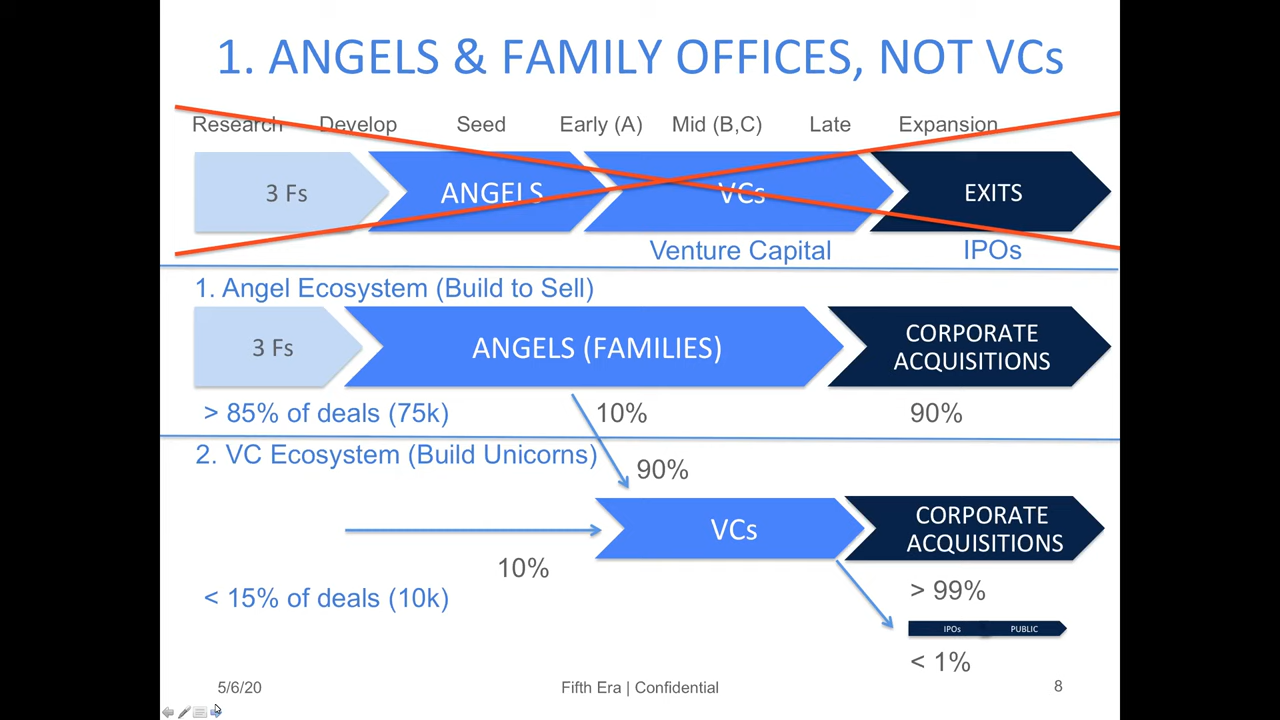 1. ANGELS & FAMILY OFFICES, NOT VCs
Research Develop Seed Early (A) Mid (B,C) Late Expansion
3 Fs ANGELS VCs EXITS
Venture Capital IPOs
1. Angel Ecosystem (Build to Sell)
3 Fs ANGELS (FAMILIES) CORPORATE
ACQUISITIONS
> 85% of deals (75k) 10% 90%
2. VC Ecosystem (Build Unicorns)
90%
VCs CORPORATE
ACQUISITIONS
10%
> 99%
< 15% of deals (10k)
IPOs PUBLIC
< 1%
5/6/20 Fifth Era | Confidential 8